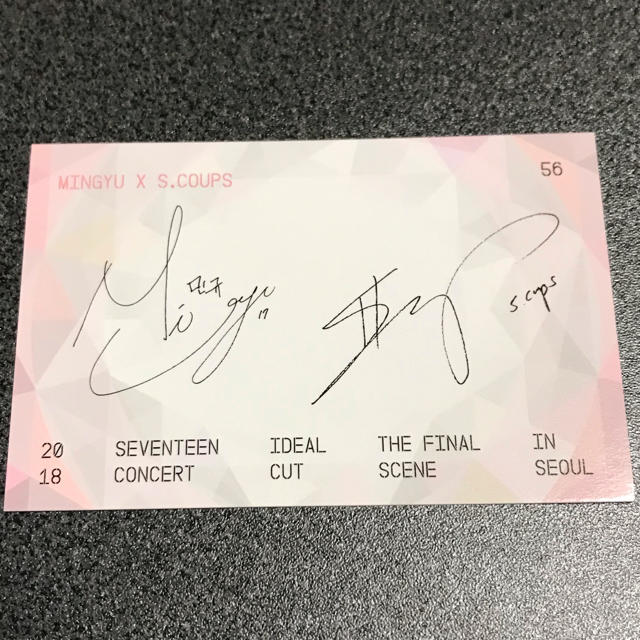 MINGYU X S.COUPS
56
민규
Mingyu
17
s.coups
20 SEVENTEEN IDEAL THE FINAL IN
18 CONCERT CUT SCENE SEOUL